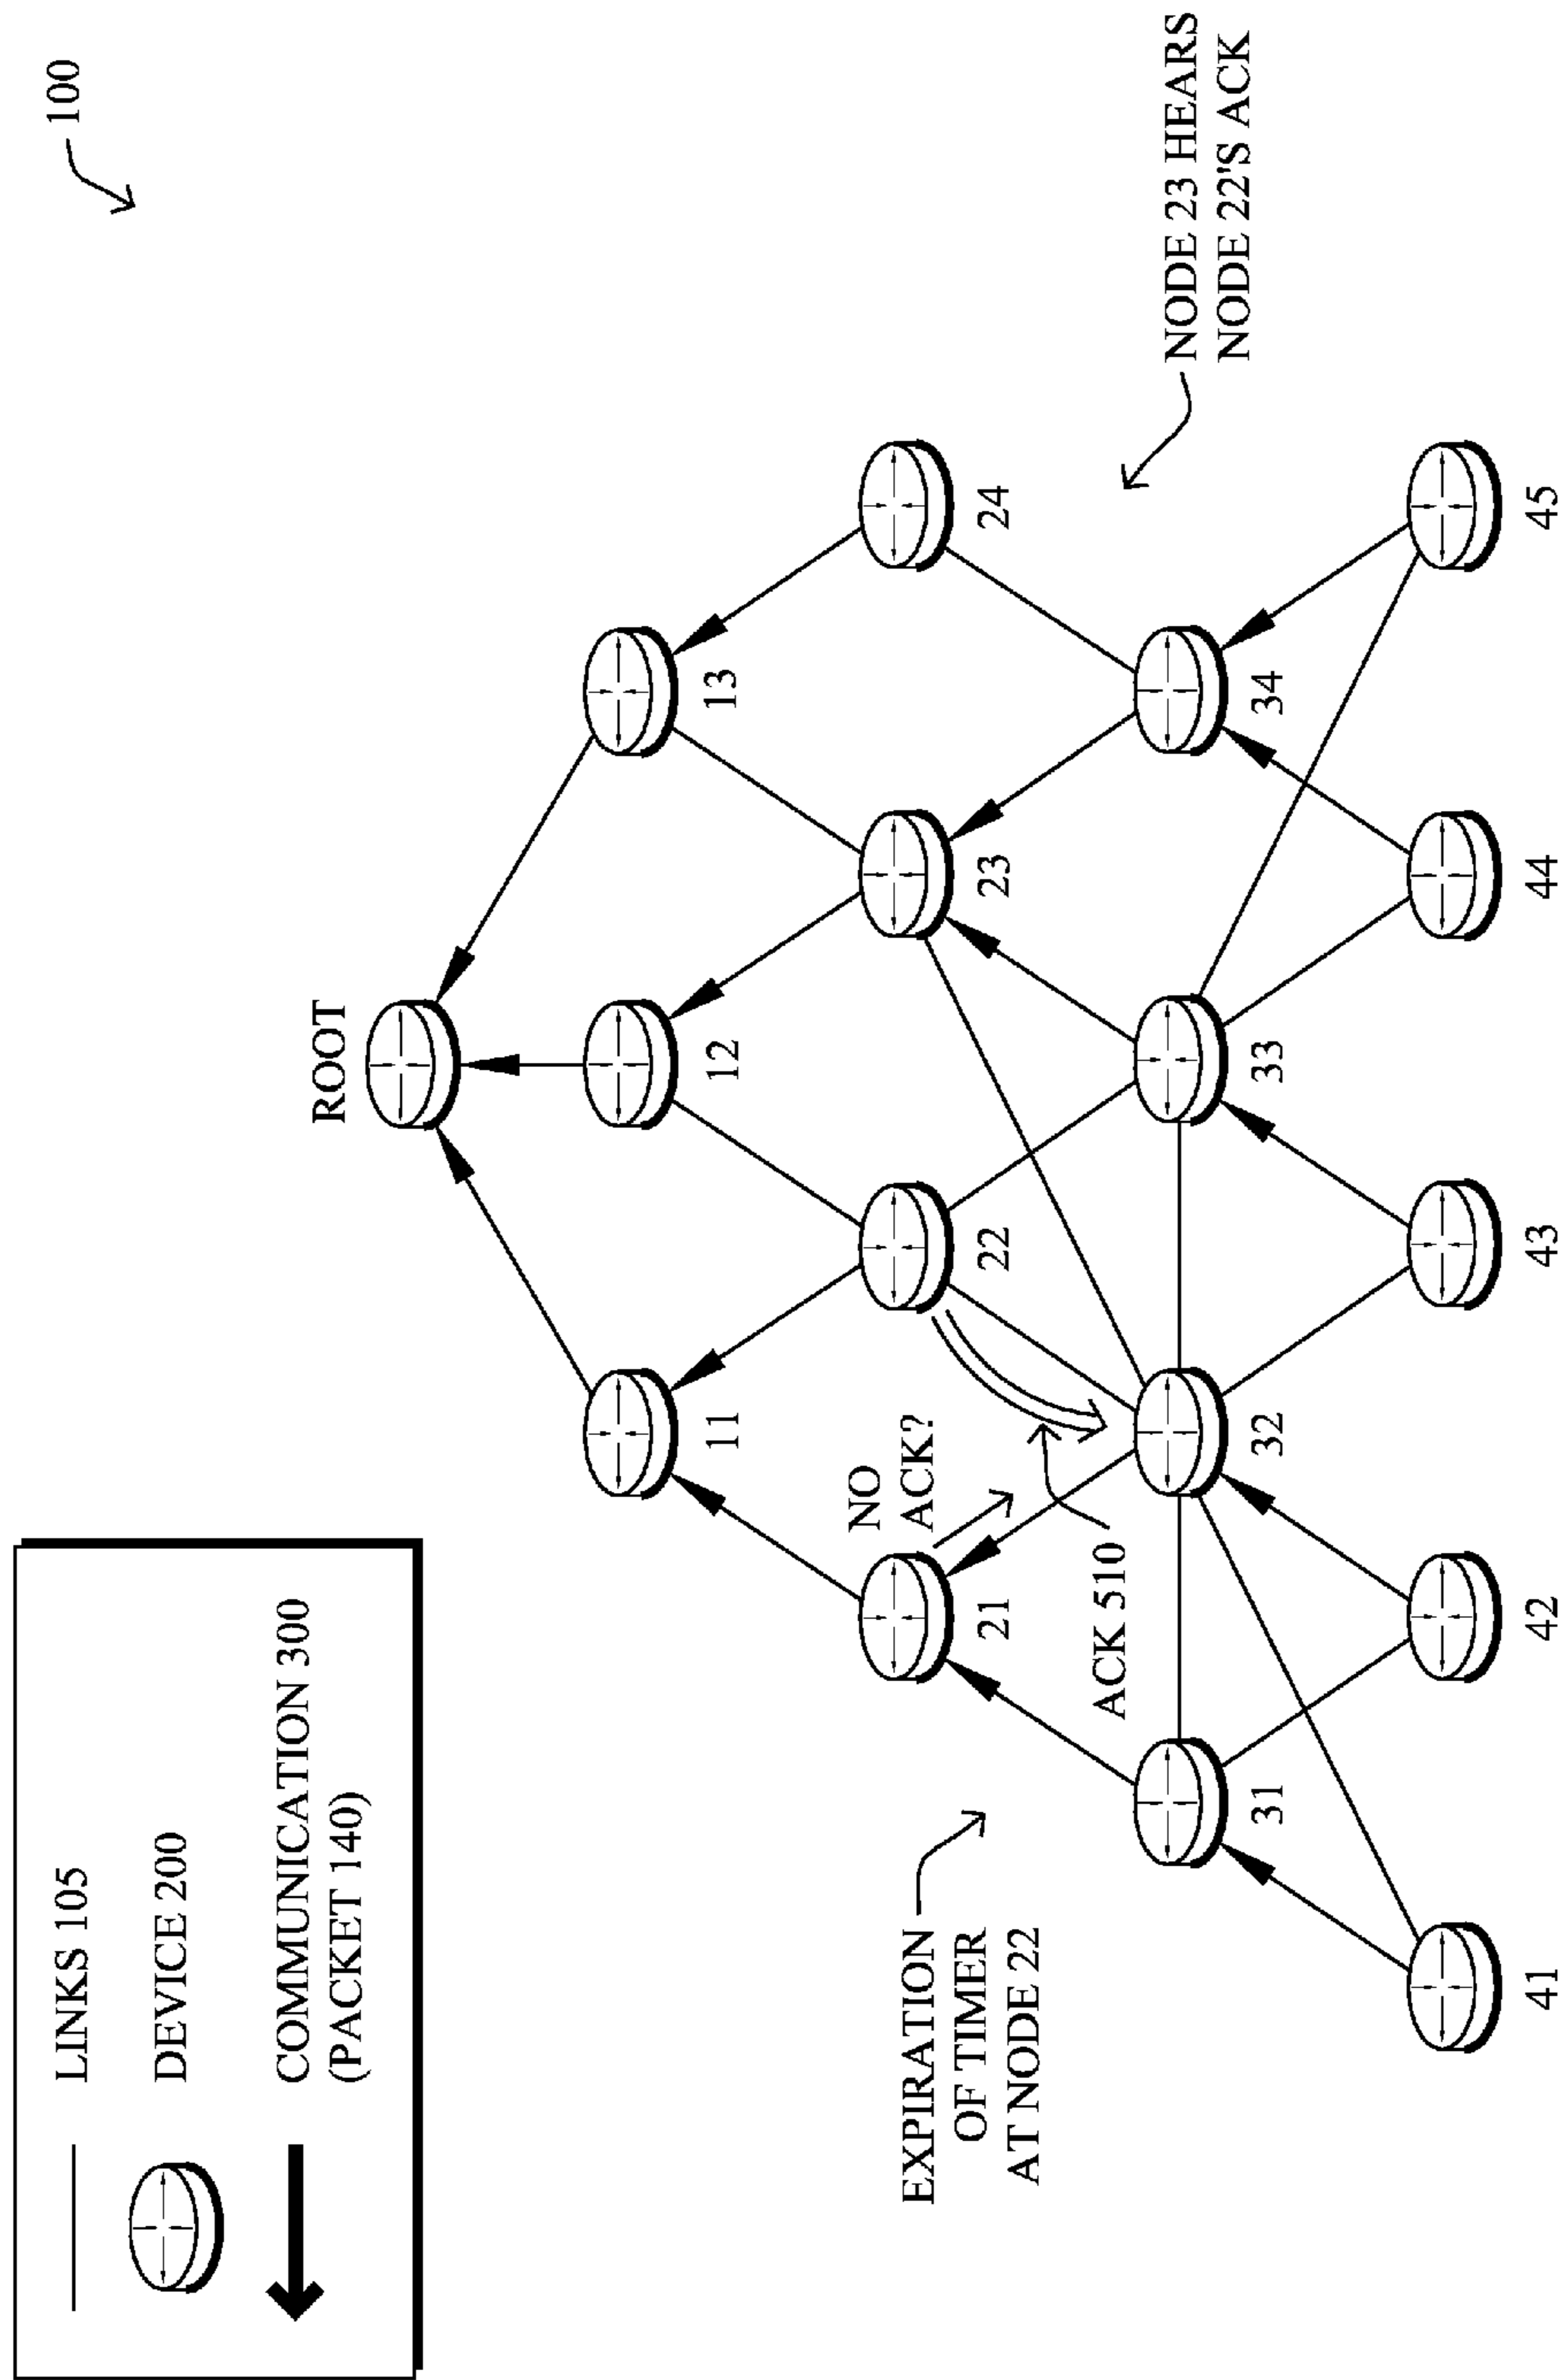 LINKS 105
DEVICE 200
COMMUNICATION 300
(PACKET 140)
100
ROOT
11
12
13
NO
ACK?
21
22
23
24
EXPIRATION
OF TIMER
AT NODE 22
ACK 510
NODE 23 HEARS
NODE 22'S ACK
31
32
33
34
41
42
43
44
45